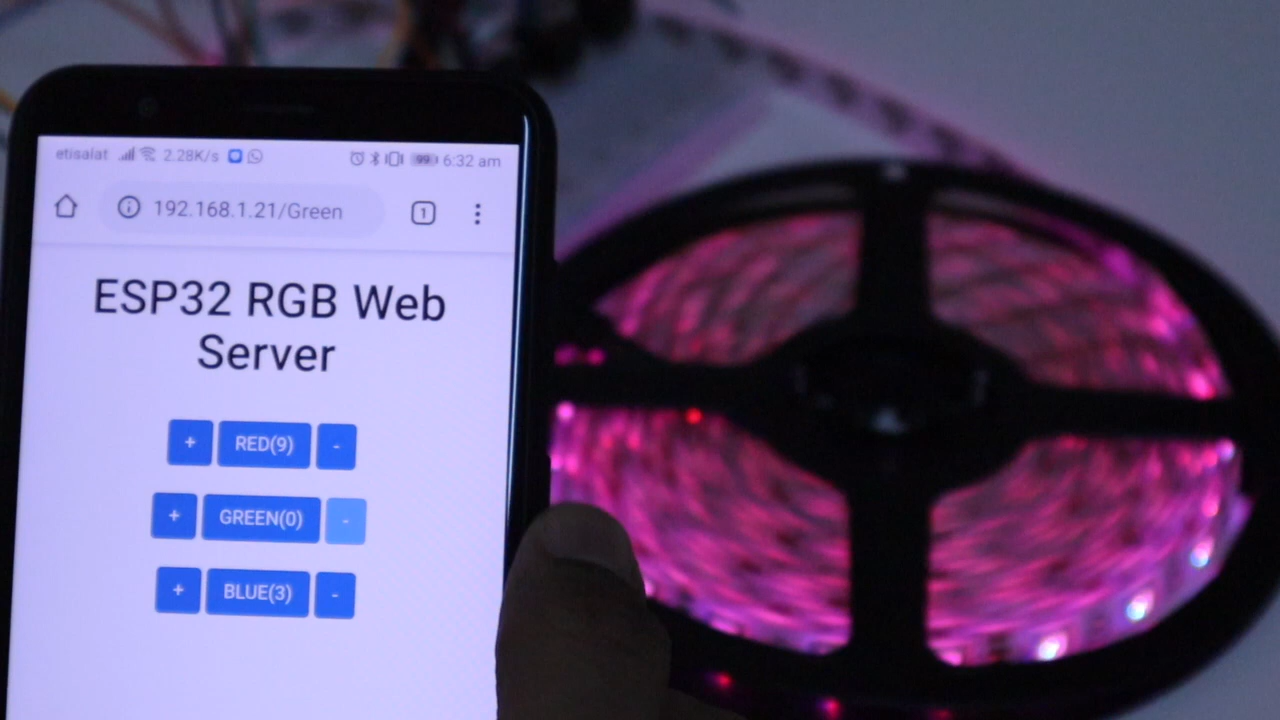 etisalat 2.28K/s 99 6:32 am
192.168.1.21/Green 1
ESP32 RGB Web
Server
+ RED(9) -
+ GREEN(0) -
+ BLUE(3) -